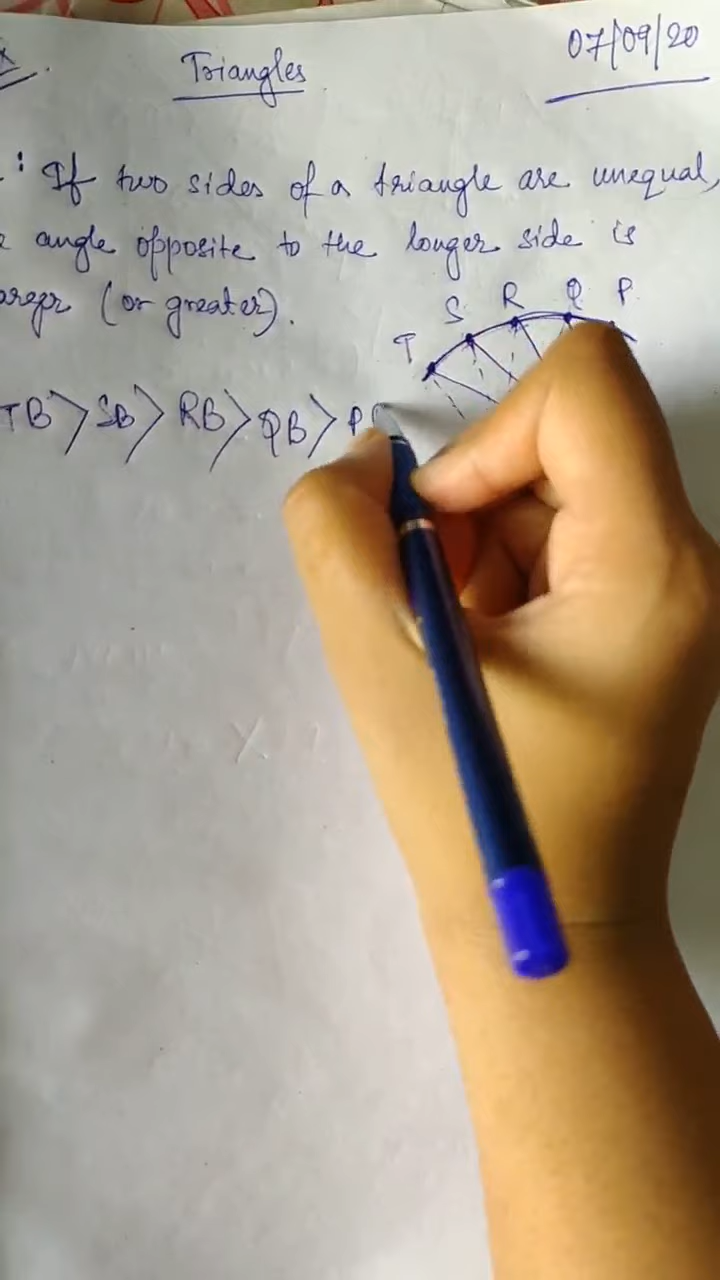 Triangles
07/09/20
: If two sides of a triangle are unequal,
angle opposite to the longer side is
(or greater).
T S R Q P
TB > SB > RB > QB > P